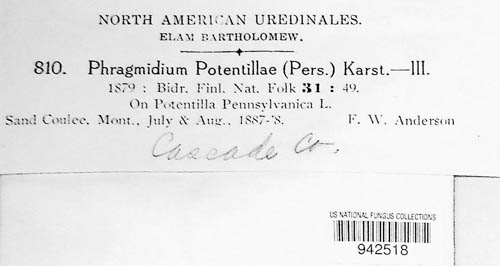 NORTH AMERICAN UREDINALES.
ELAM BARTHOLOMEW.
810. Phragmidium Potentillae (Pers.) Karst.—III.
1879 : Bidr. Finl. Nat. Folk 31 : 49.
On Potentilla Pennsylvanica L.
Sand Coulee, Mont., July & Aug., 1887-'8. F. W. Anderson
Cascade Co.
US NATIONAL FUNGUS COLLECTIONS
942518